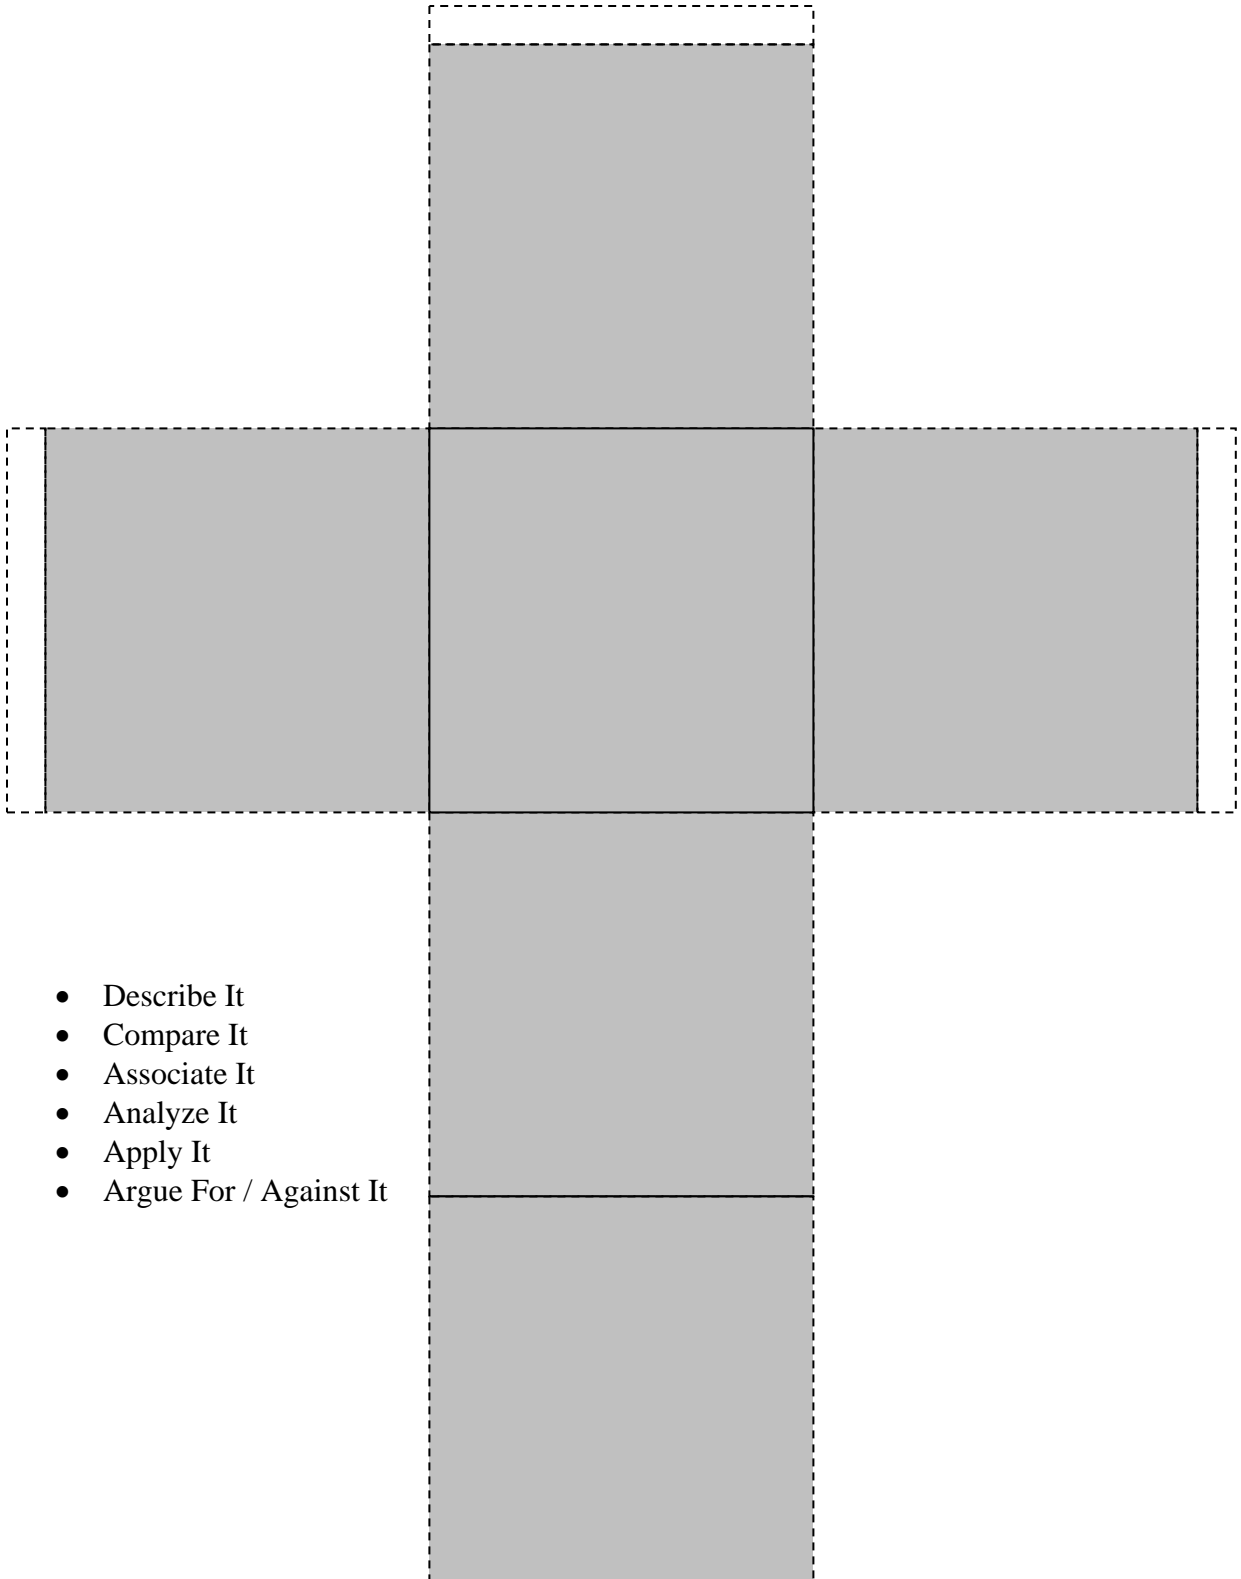 • Describe It
• Compare It
• Associate It
• Analyze It
• Apply It
• Argue For / Against It